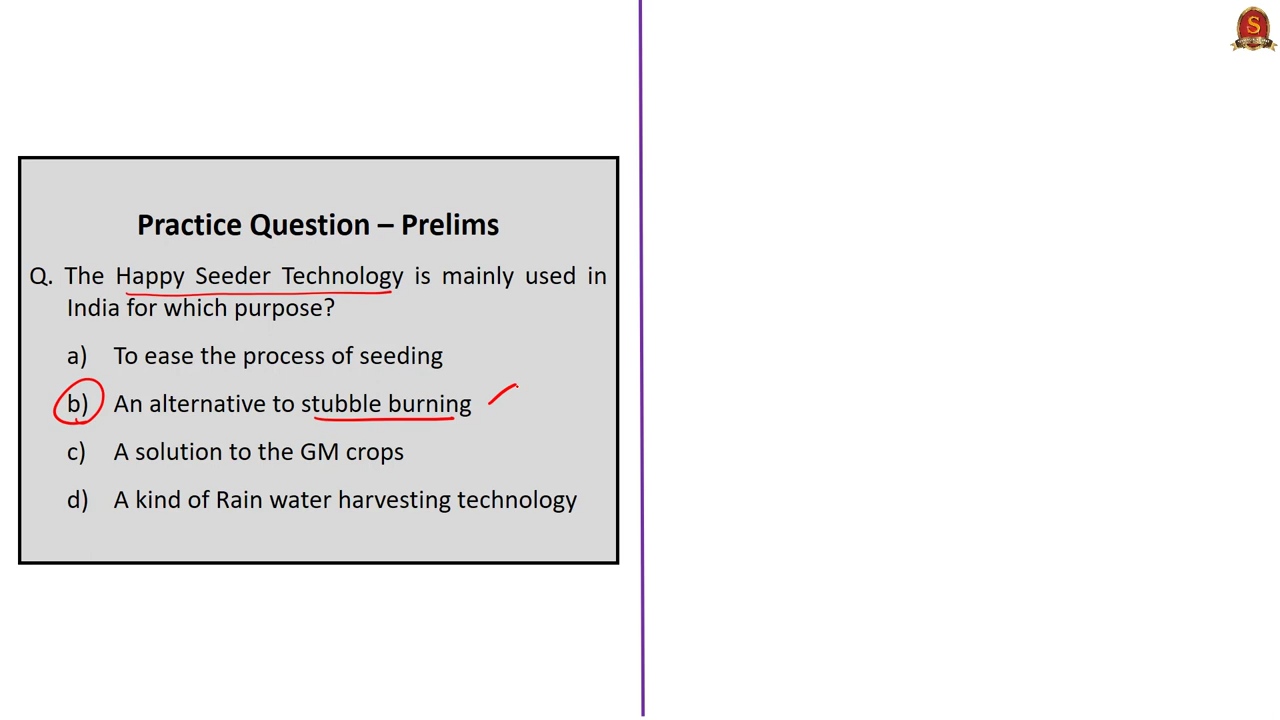 Practice Question – Prelims
Q. The Happy Seeder Technology is mainly used in
India for which purpose?
a) To ease the process of seeding
b) An alternative to stubble burning
c) A solution to the GM crops
d) A kind of Rain water harvesting technology
S